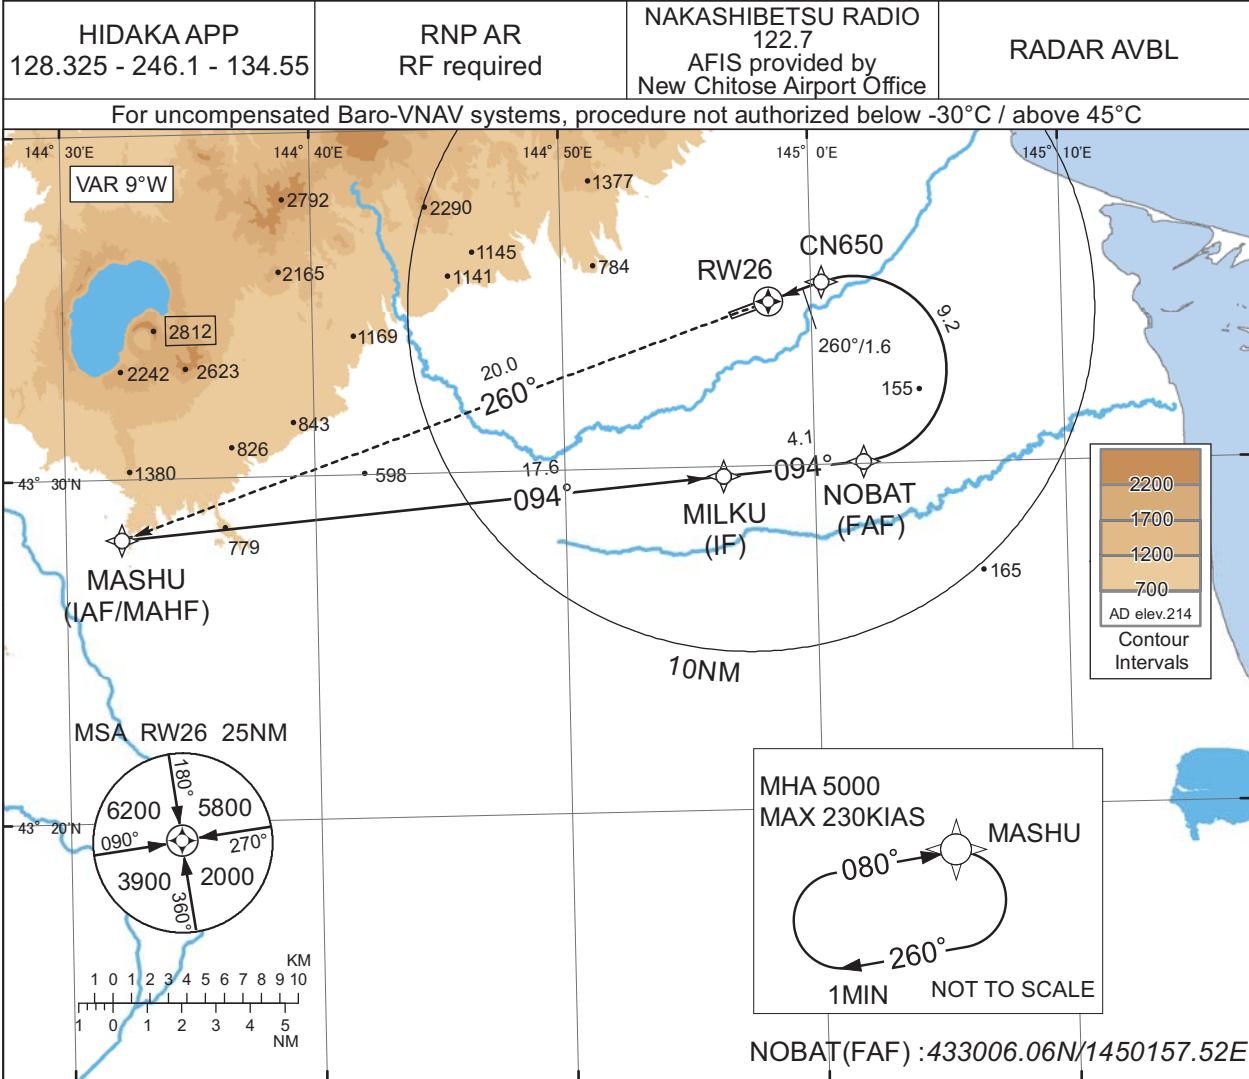 HIDAKA APP
128.325 - 246.1 - 134.55
RNP AR
RF required
NAKASHIBETSU RADIO
122.7
AFIS provided by
New Chitose Airport Office
RADAR AVBL
For uncompensated Baro-VNAV systems, procedure not authorized below -30°C / above 45°C
144° 30'E
144° 40'E
144° 50'E
145° 0'E
145° 10'E
VAR 9°W
1377
2792
2290
1145
1141
784
2165
CN650
RW26
2812
1169
9.2
260°/1.6
2242
2623
20.0
260°
155
843
826
4.1
094°
1380
598
17.6
094°
43° 30'N
NOBAT
(FAF)
MILKU
(IF)
779
MASHU
(IAF/MAHF)
165
2200
1700
1200
700
AD elev.214
Contour
Intervals
10NM
MSA RW26 25NM
180°
6200
5800
090°
270°
3900
2000
360°
43° 20'N
MHA 5000
MAX 230KIAS
MASHU
080°
260°
1MIN
NOT TO SCALE
KM
1 0 1 2 3 4 5 6 7 8 9 10
1 0 1 2 3 4 5
NM
NOBAT(FAF) :433006.06N/1450157.52E